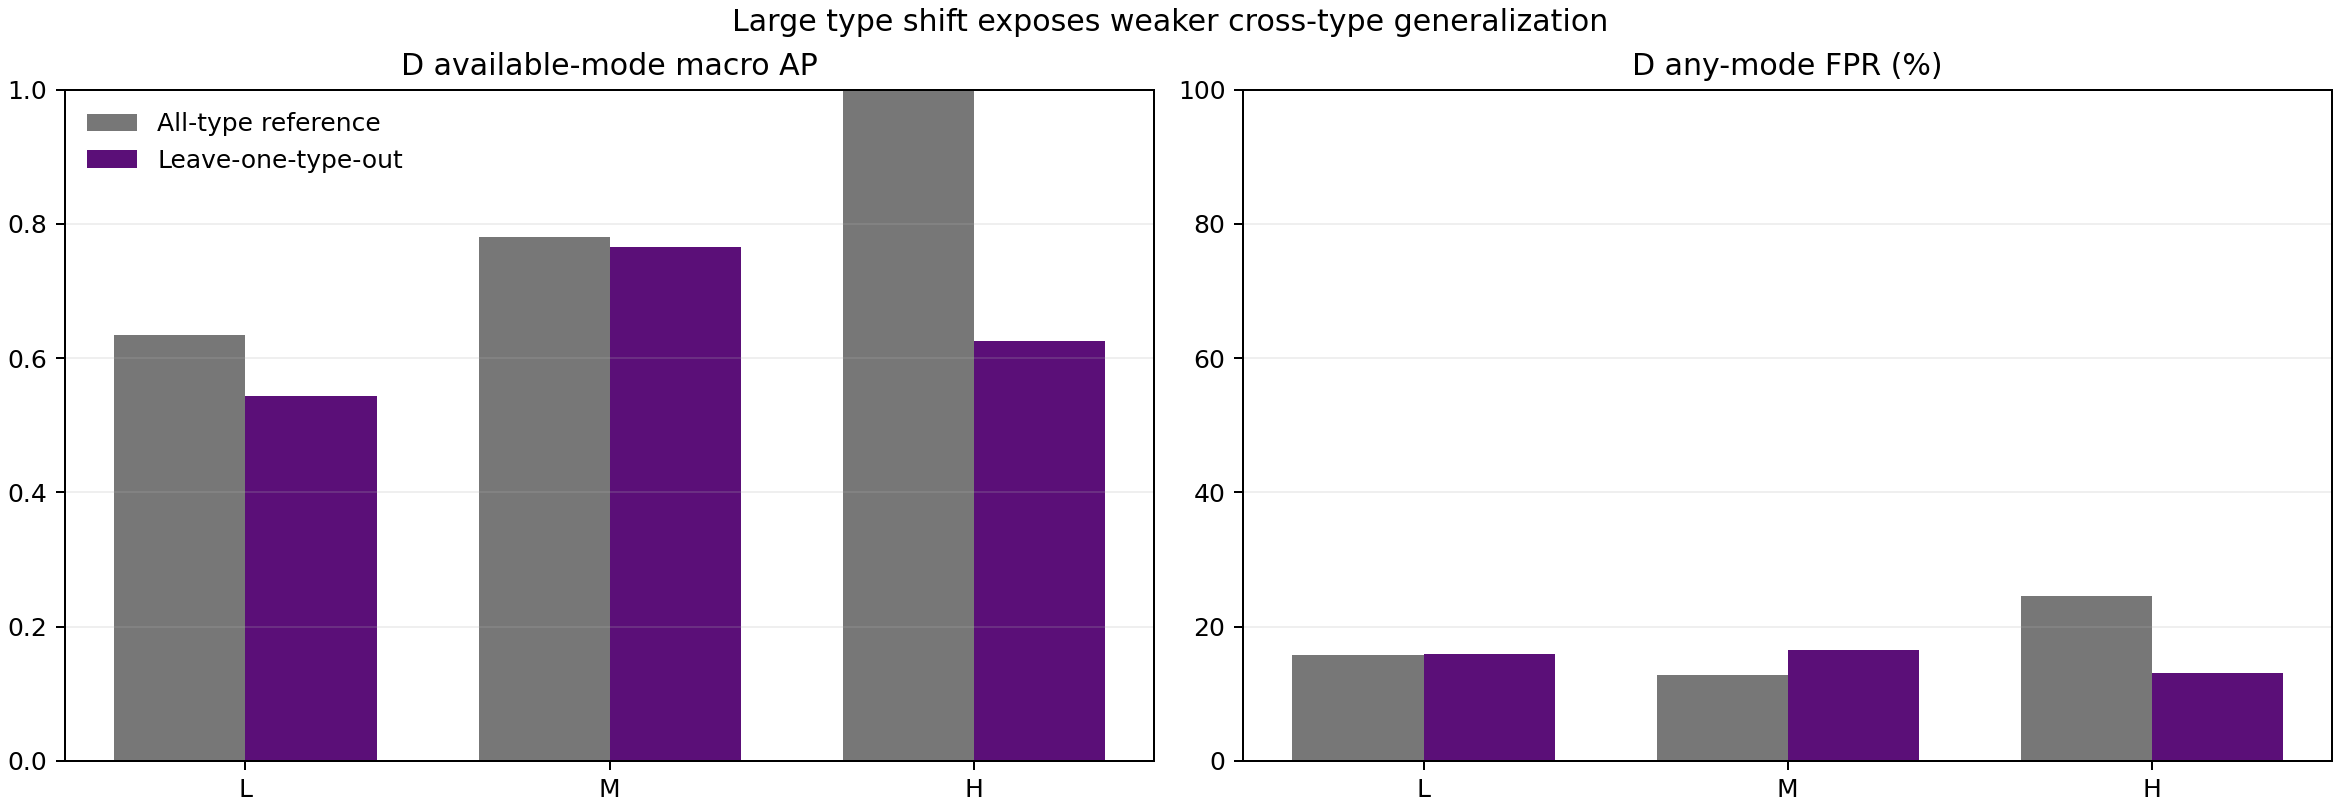 Large type shift exposes weaker cross-type generalization
D available-mode macro AP
1.0
0.8
0.6
0.4
0.2
0.0
All-type reference
Leave-one-type-out
L M H
D any-mode FPR (%)
100
80
60
40
20
0
L M H